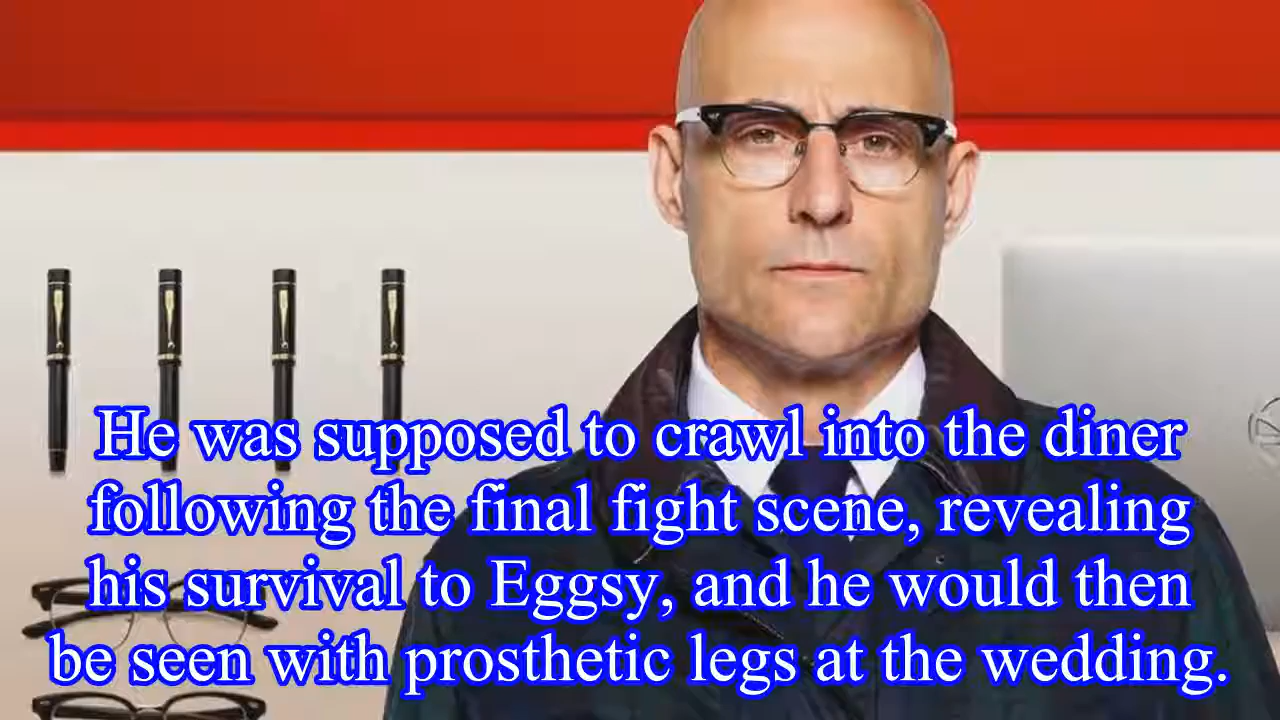 He was supposed to crawl into the diner
following the final fight scene, revealing
his survival to Eggsy, and he would then
be seen with prosthetic legs at the wedding.